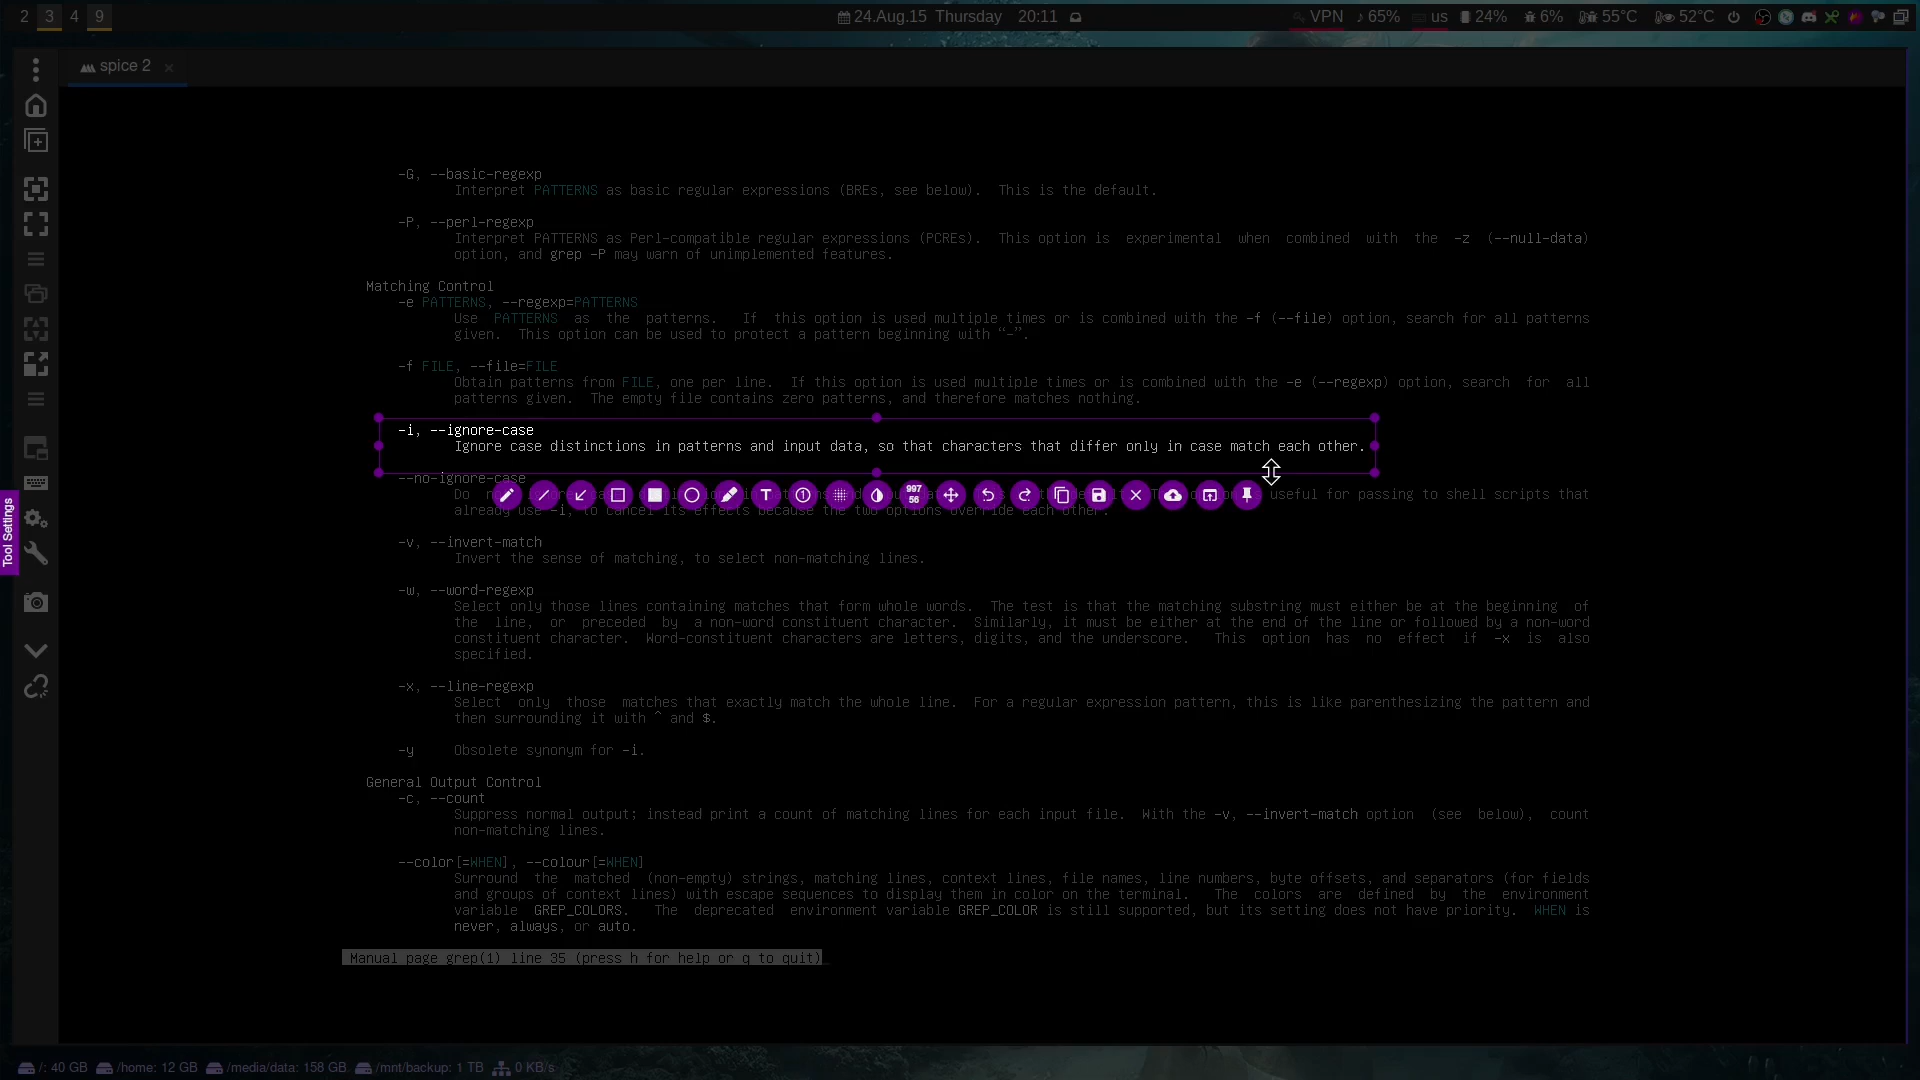 2 3 4 9
24.Aug.15 Thursday 20:11
VPN 65% us 24% 6% 55°C 52°C
spice 2
-G, --basic-regexp
Interpret PATTERNS as basic regular expressions (BREs, see below). This is the default.
-P, --perl-regexp
Interpret PATTERNS as Perl-compatible regular expressions (PCREs). This option is experimental when combined with the -z (--null-data)
option, and grep -P may warn of unimplemented features.
Matching Control
-e PATTERNS, --regexp=PATTERNS
Use PATTERNS as the patterns. If this option is used multiple times or is combined with the -f (--file) option, search for all patterns
given. This option can be used to protect a pattern beginning with “-”.
-f FILE, --file=FILE
Obtain patterns from FILE, one per line. If this option is used multiple times or is combined with the -e (--regexp) option, search for all
patterns given. The empty file contains zero patterns, and therefore matches nothing.
-i, --ignore-case
Ignore case distinctions in patterns and input data, so that characters that differ only in case match each other.
--no-ignore-case
T 1 997
56
Do useful for passing to shell scripts that
already use -i, to cancel its effects because the two options override each other.
Tool Settings
-v, --invert-match
Invert the sense of matching, to select non-matching lines.
-w, --word-regexp
Select only those lines containing matches that form whole words. The test is that the matching substring must either be at the beginning of
the line, or preceded by a non-word constituent character. Similarly, it must be either at the end of the line or followed by a non-word
constituent character. Word-constituent characters are letters, digits, and the underscore. This option has no effect if -x is also
specified.
-x, --line-regexp
Select only those matches that exactly match the whole line. For a regular expression pattern, this is like parenthesizing the pattern and
then surrounding it with ^ and $.
-y Obsolete synonym for -i.
General Output Control
-c, --count
Suppress normal output; instead print a count of matching lines for each input file. With the -v, --invert-match option (see below), count
non-matching lines.
--color[=WHEN], --colour[=WHEN]
Surround the matched (non-empty) strings, matching lines, context lines, file names, line numbers, byte offsets, and separators (for fields
and groups of context lines) with escape sequences to display them in color on the terminal. The colors are defined by the environment
variable GREP_COLORS. The deprecated environment variable GREP_COLOR is still supported, but its setting does not have priority. WHEN is
never, always, or auto.
Manual page grep(1) line 35 (press h for help or q to quit)
/: 40 GB /home: 12 GB /media/data: 158 GB /mnt/backup: 1 TB 0 KB/s